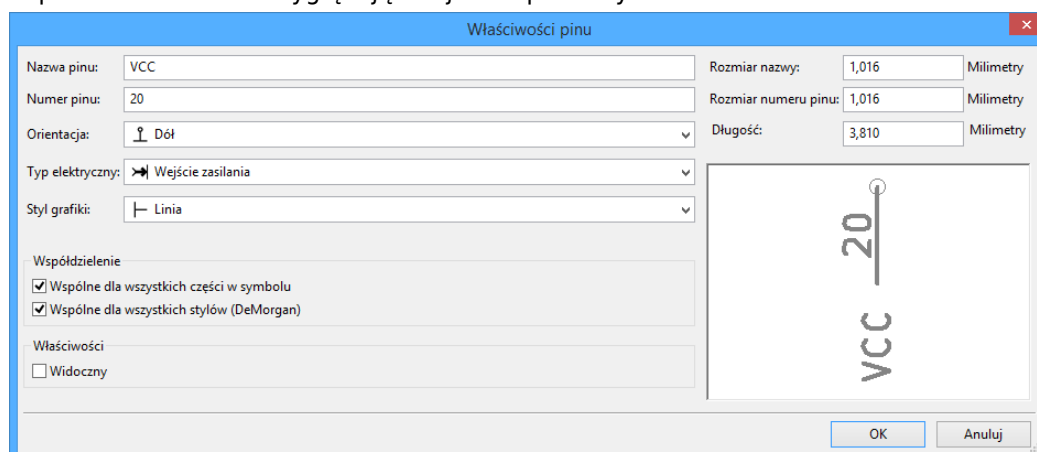 Właściwości pinu
Nazwa pinu: VCC
Rozmiar nazwy: 1,016 Milimetry
Numer pinu: 20
Rozmiar numeru pinu: 1,016 Milimetry
Orientacja: Dół
Długość: 3,810 Milimetry
Typ elektryczny: Wejście zasilania
Styl grafiki: Linia
20
VCC
Współdzielenie
Wspólne dla wszystkich części w symbolu
Wspólne dla wszystkich stylów (DeMorgan)
Właściwości
Widoczny
OK
Anuluj